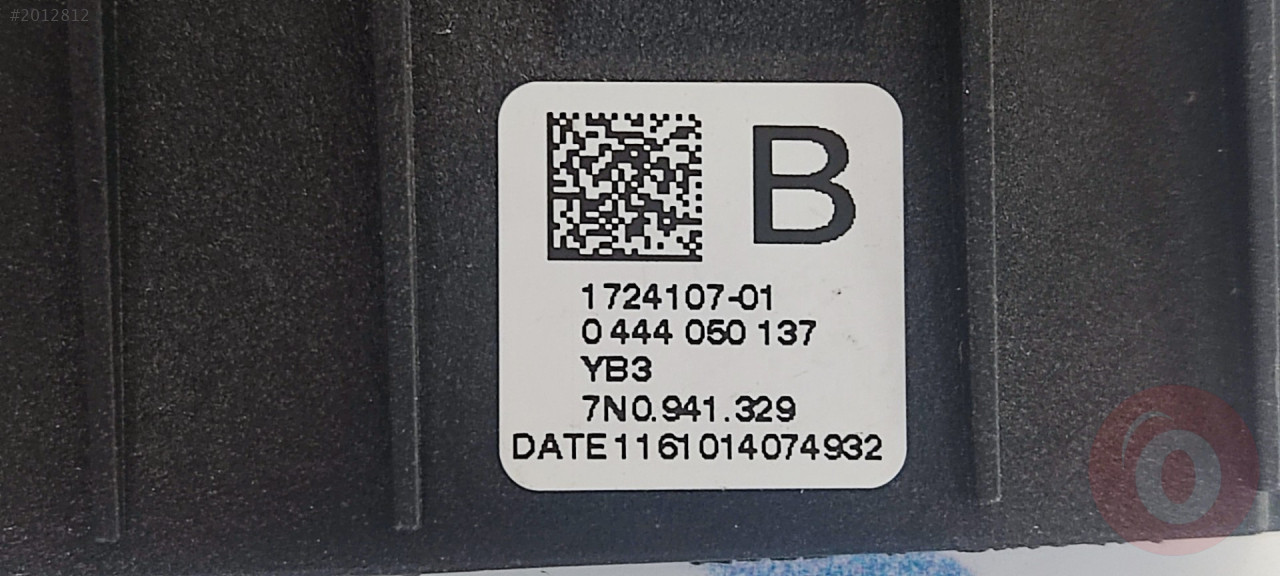 #2012812
B
1724107-01
0 444 050 137
YB3
7N0.941.329
DATE1161014074932